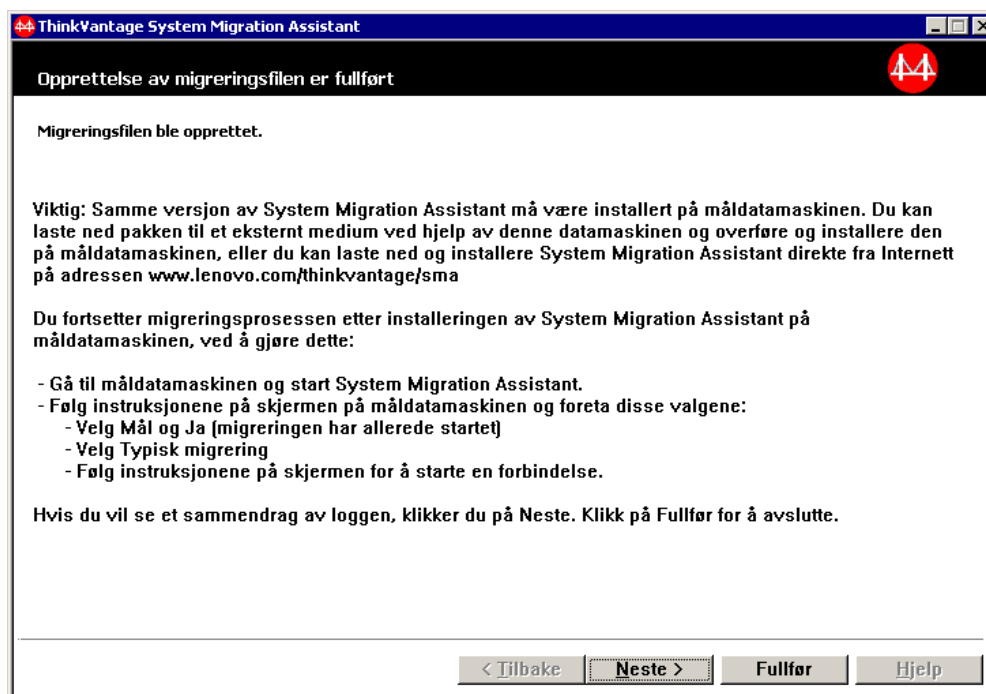 ThinkVantage System Migration Assistant
Opprettelse av migreringsfilen er fullført
Migreringsfilen ble opprettet.
Viktig: Samme versjon av System Migration Assistant må være installert på måldatamaskinen. Du kan
laste ned pakken til et eksternt medium ved hjelp av denne datamaskinen og overføre og installere den
på måldatamaskinen, eller du kan laste ned og installere System Migration Assistant direkte fra Internett
på adressen www.lenovo.com/thinkvantage/sma
Du fortsetter migreringsprosessen etter installeringen av System Migration Assistant på
måldatamaskinen, ved å gjøre dette:
- Gå til måldatamaskinen og start System Migration Assistant.
- Følg instruksjonene på skjermen på måldatamaskinen og foreta disse valgene:
- Velg Mål og Ja (migreringen har allerede startet)
- Velg Typisk migrering
- Følg instruksjonene på skjermen for å starte en forbindelse.
Hvis du vil se et sammendrag av loggen, klikker du på Neste. Klikk på Fullfør for å avslutte.
< Tilbake Neste > Fullfør Hjelp